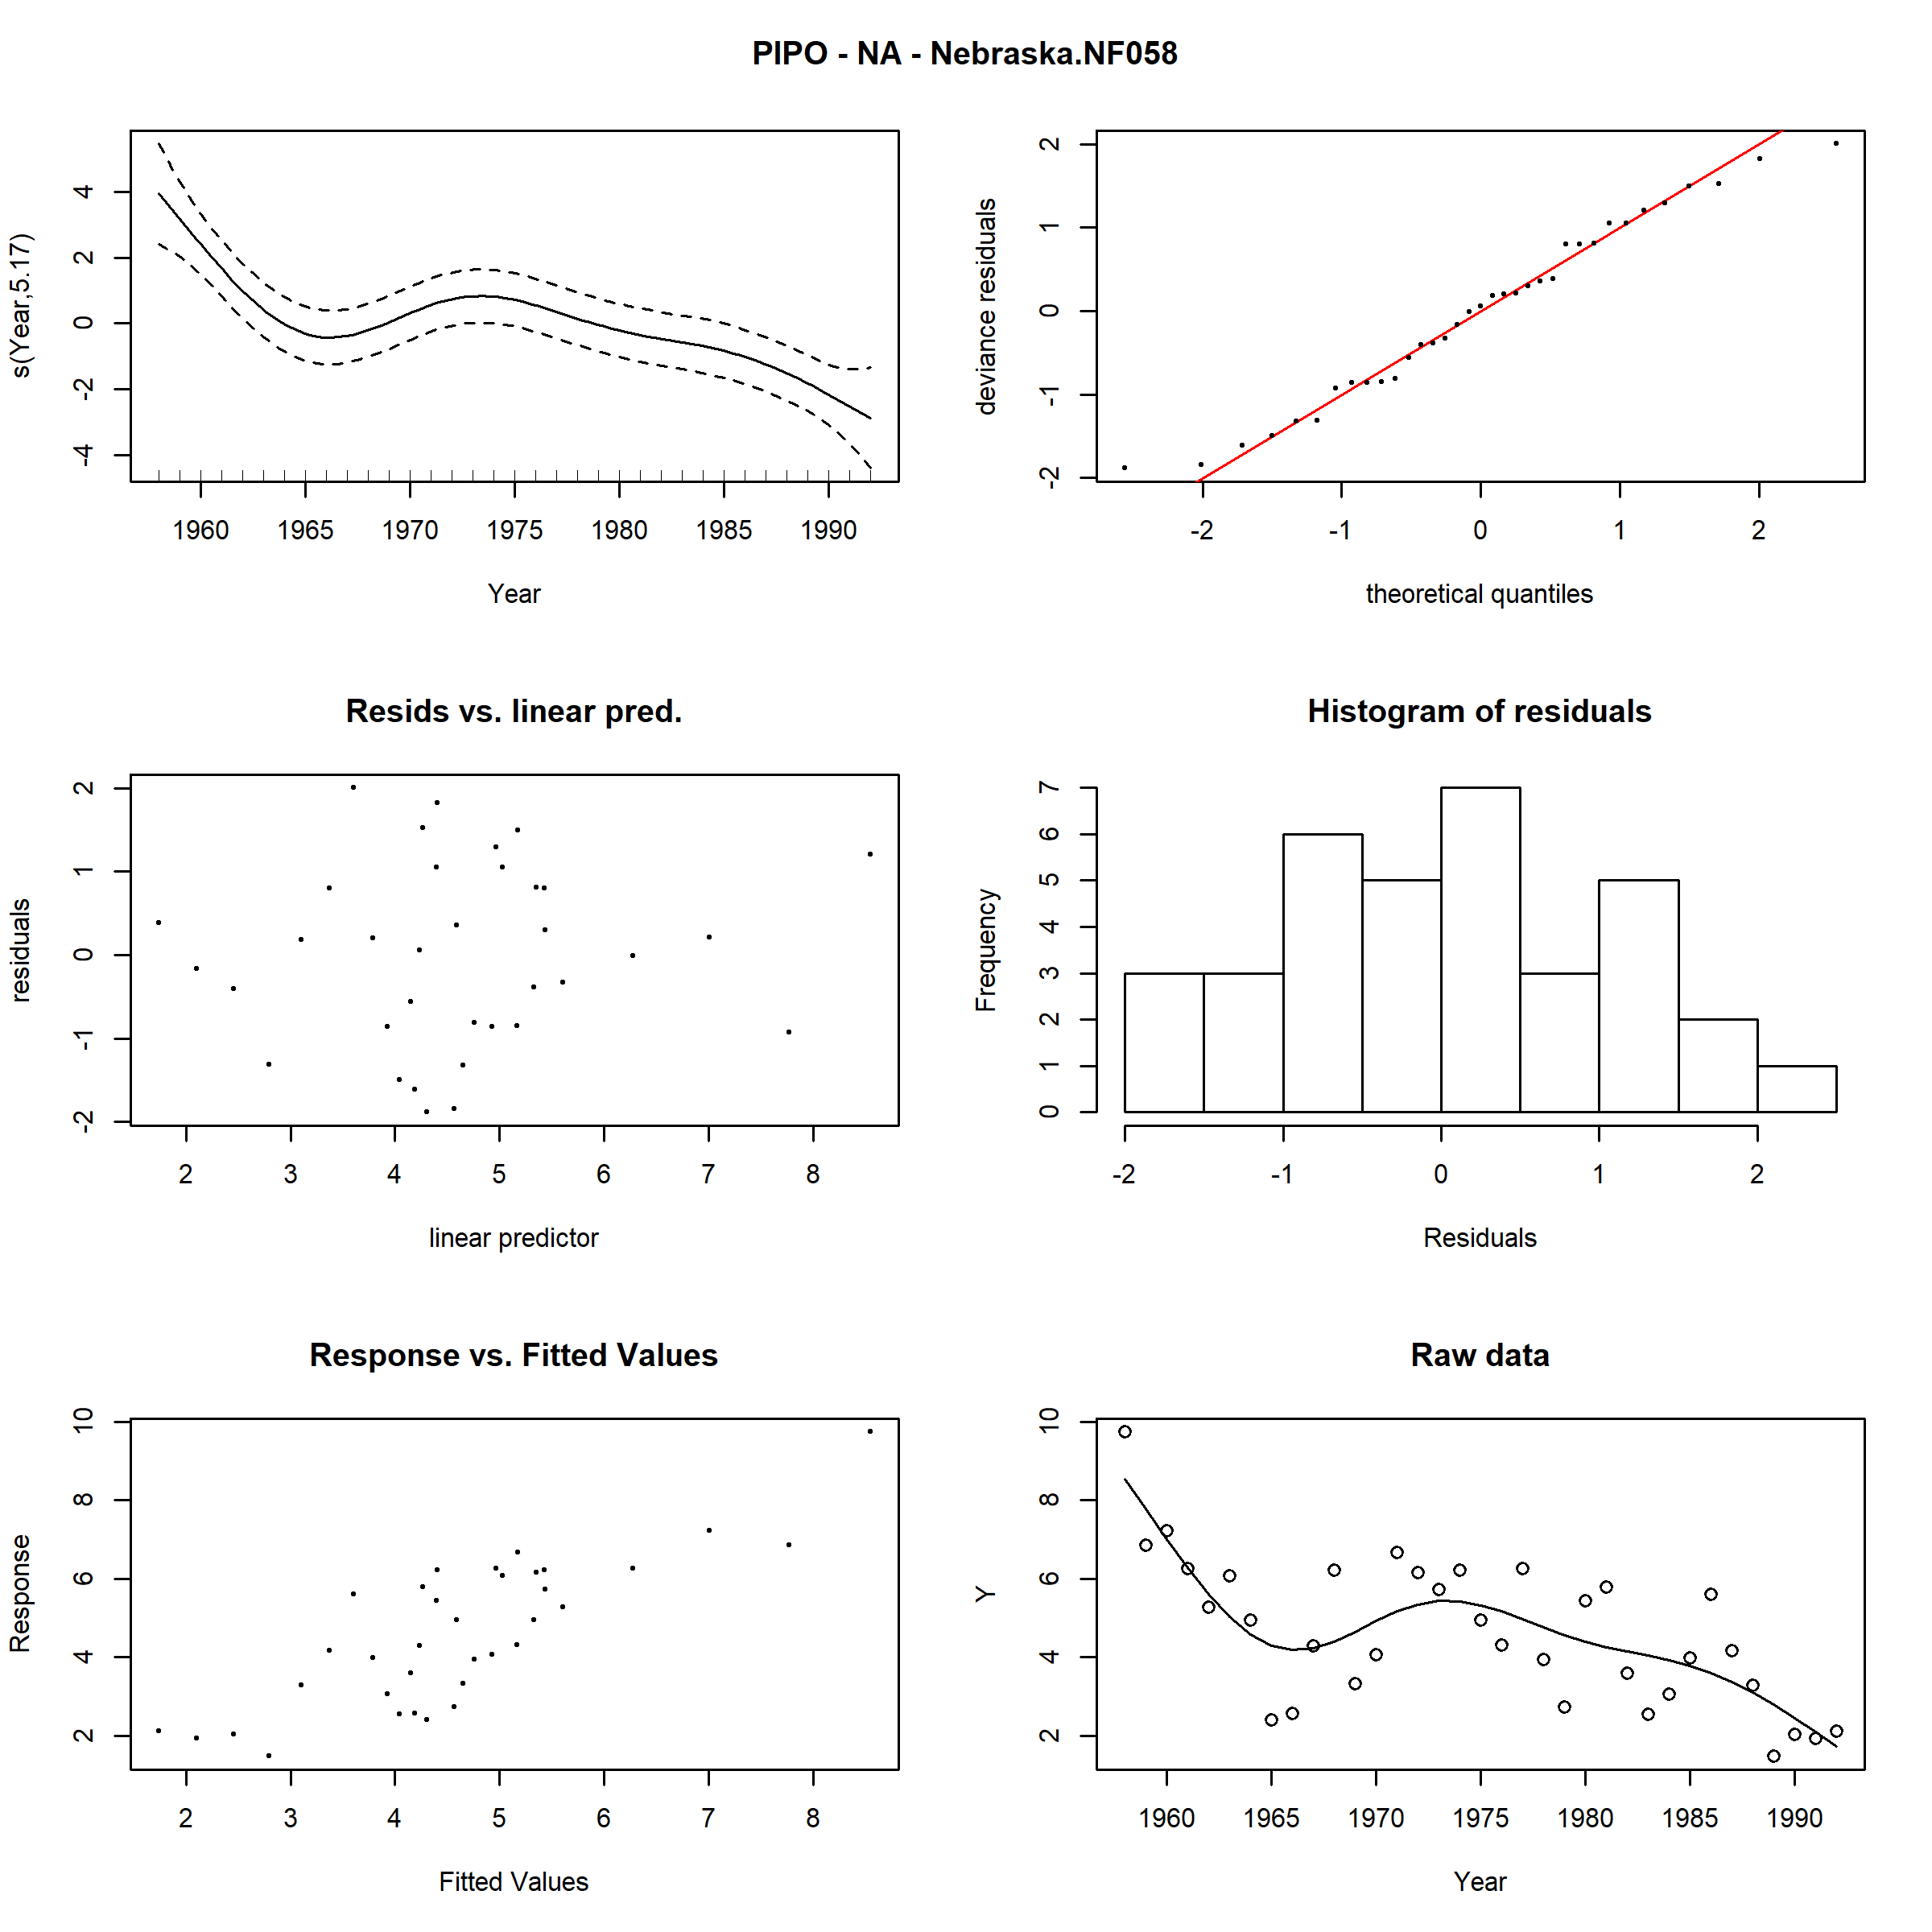 PIPO - NA - Nebraska.NF058
s(Year,5.17)
4
2
0
-2
-4
1960 1965 1970 1975 1980 1985 1990
Year
deviance residuals
2
1
0
-1
-2
-2 -1 0 1 2
theoretical quantiles
Resids vs. linear pred.
residuals
2
1
0
-1
-2
2 3 4 5 6 7 8
linear predictor
Histogram of residuals
Frequency
7
6
5
4
3
2
1
0
-2 -1 0 1 2
Residuals
Response vs. Fitted Values
Response
10
8
6
4
2
2 3 4 5 6 7 8
Fitted Values
Raw data
Y
10
8
6
4
2
1960 1965 1970 1975 1980 1985 1990
Year